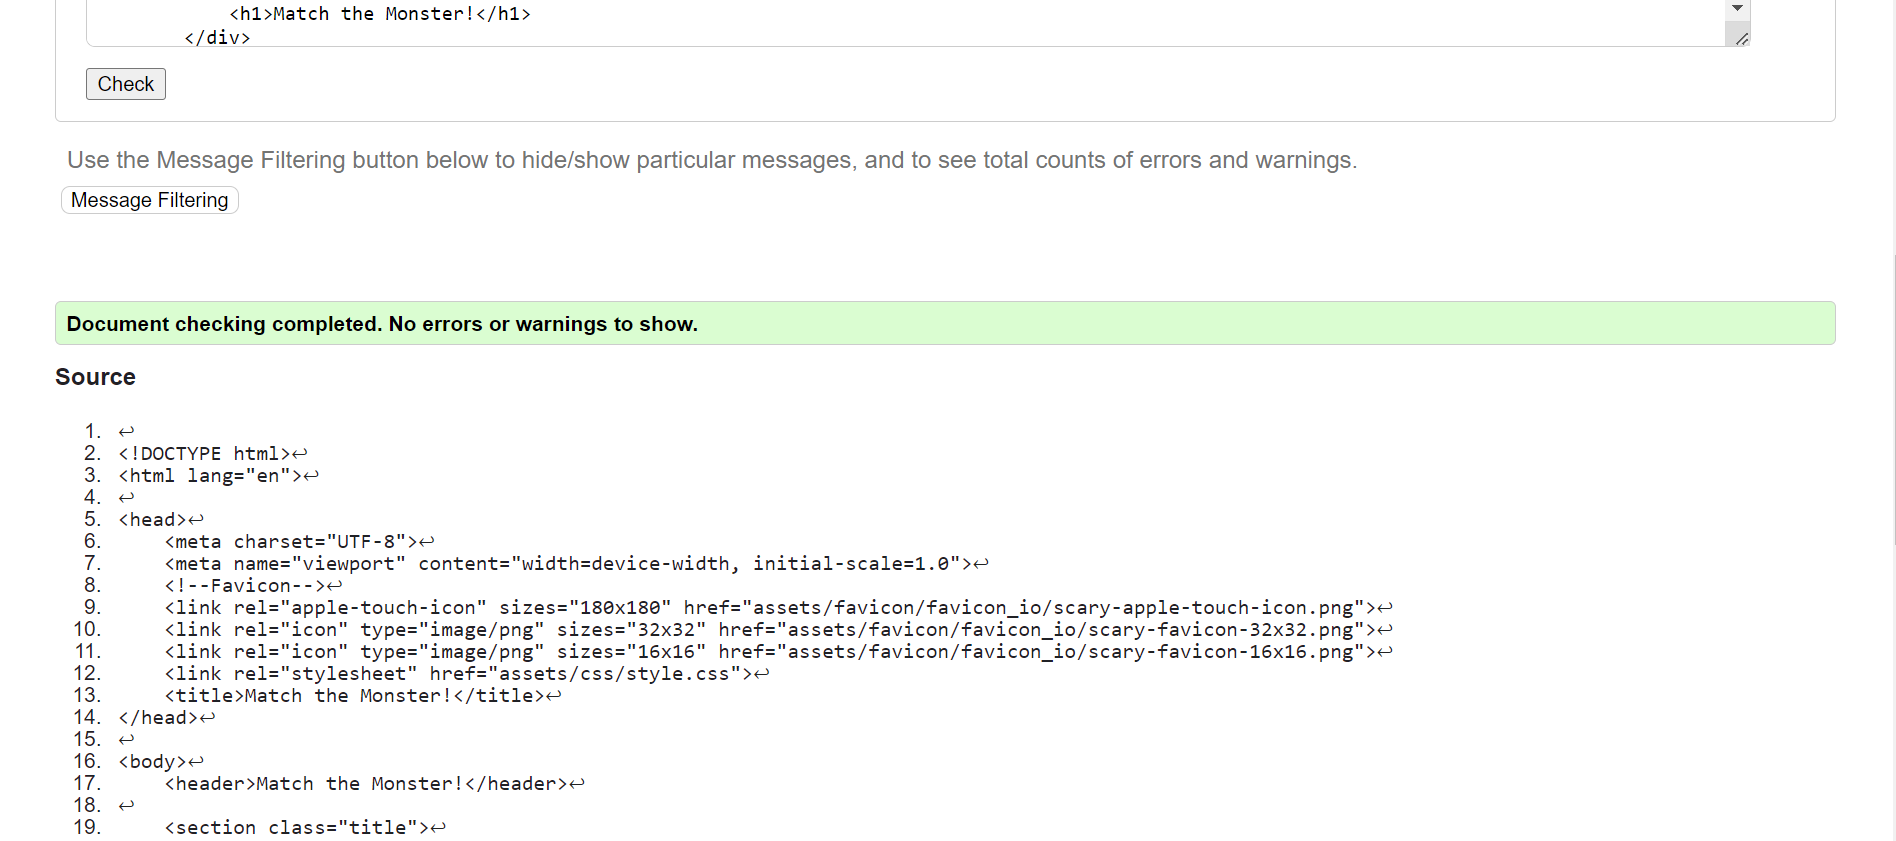 <h1>Match the Monster!</h1>
</div>
Check
Use the Message Filtering button below to hide/show particular messages, and to see total counts of errors and warnings.
Message Filtering
Document checking completed. No errors or warnings to show.
Source
1. ↩
2. <!DOCTYPE html>↩
3. <html lang="en">↩
4. ↩
5. <head>↩
6. <meta charset="UTF-8">↩
7. <meta name="viewport" content="width=device-width, initial-scale=1.0">↩
8. <!--Favicon-->↩
9. <link rel="apple-touch-icon" sizes="180x180" href="assets/favicon/favicon_io/scary-apple-touch-icon.png">↩
10. <link rel="icon" type="image/png" sizes="32x32" href="assets/favicon/favicon_io/scary-favicon-32x32.png">↩
11. <link rel="icon" type="image/png" sizes="16x16" href="assets/favicon/favicon_io/scary-favicon-16x16.png">↩
12. <link rel="stylesheet" href="assets/css/style.css">↩
13. <title>Match the Monster!</title>↩
14. </head>↩
15. ↩
16. <body>↩
17. <header>Match the Monster!</header>↩
18. ↩
19. <section class="title">↩